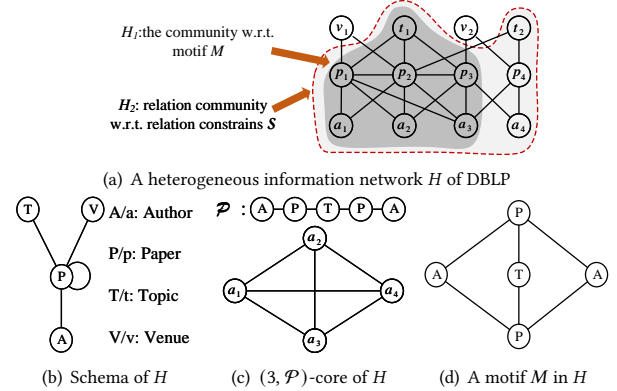 H₁:the community w.r.t.
motif M
H₂: relation community
w.r.t. relation constrains S
v₁ t₁ v₂ t₂
p₁ p₂ p₃ p₄
a₁ a₂ a₃ a₄
(a) A heterogeneous information network H of DBLP
T V
P
A
A/a: Author
P/p: Paper
T/t: Topic
V/v: Venue
𝒫 : A P T P A
a₂
a₁ a₄
a₃
P
A T A
P
(b) Schema of H
(c) (3, 𝒫)-core of H
(d) A motif M in H